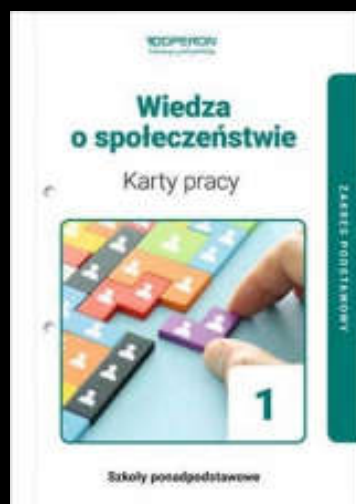 OPERON
Wiedza
o społeczeństwie
Karty pracy
ZAKRES PODSTAWOWY
1
Szkoły ponadpodstawowe